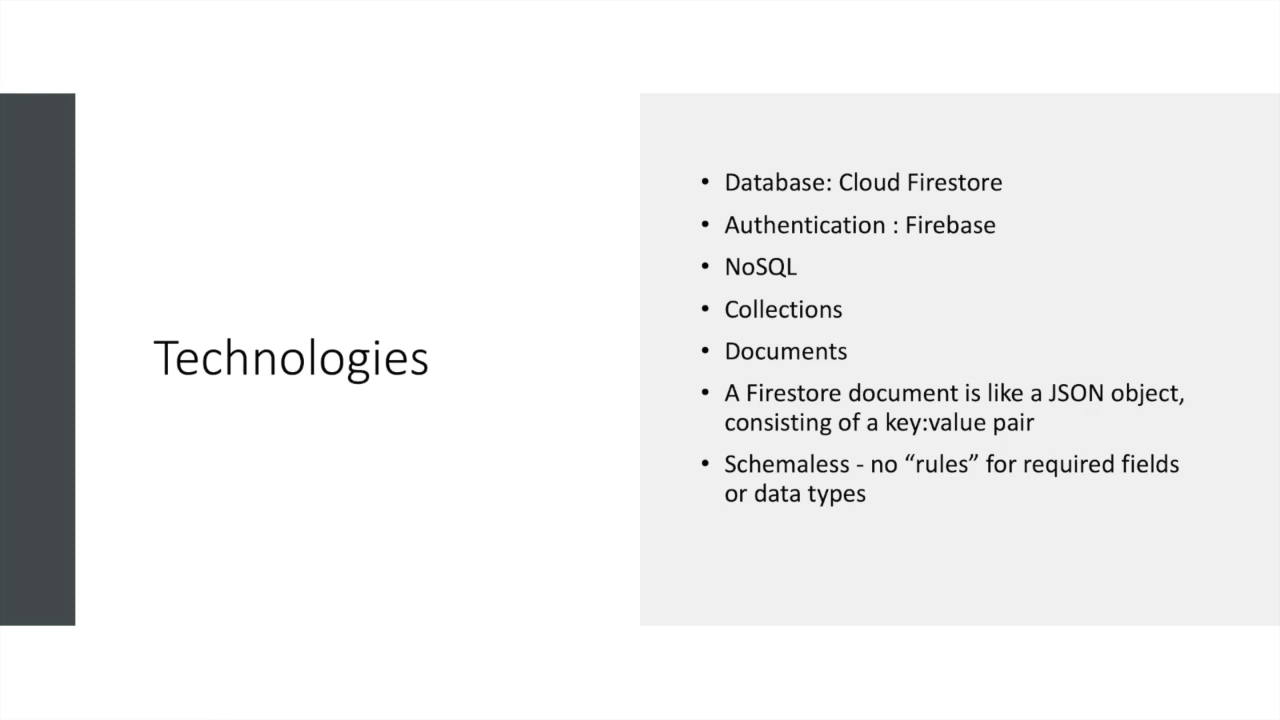 Technologies
• Database: Cloud Firestore
• Authentication : Firebase
• NoSQL
• Collections
• Documents
• A Firestore document is like a JSON object,
consisting of a key:value pair
• Schemaless - no “rules” for required fields
or data types